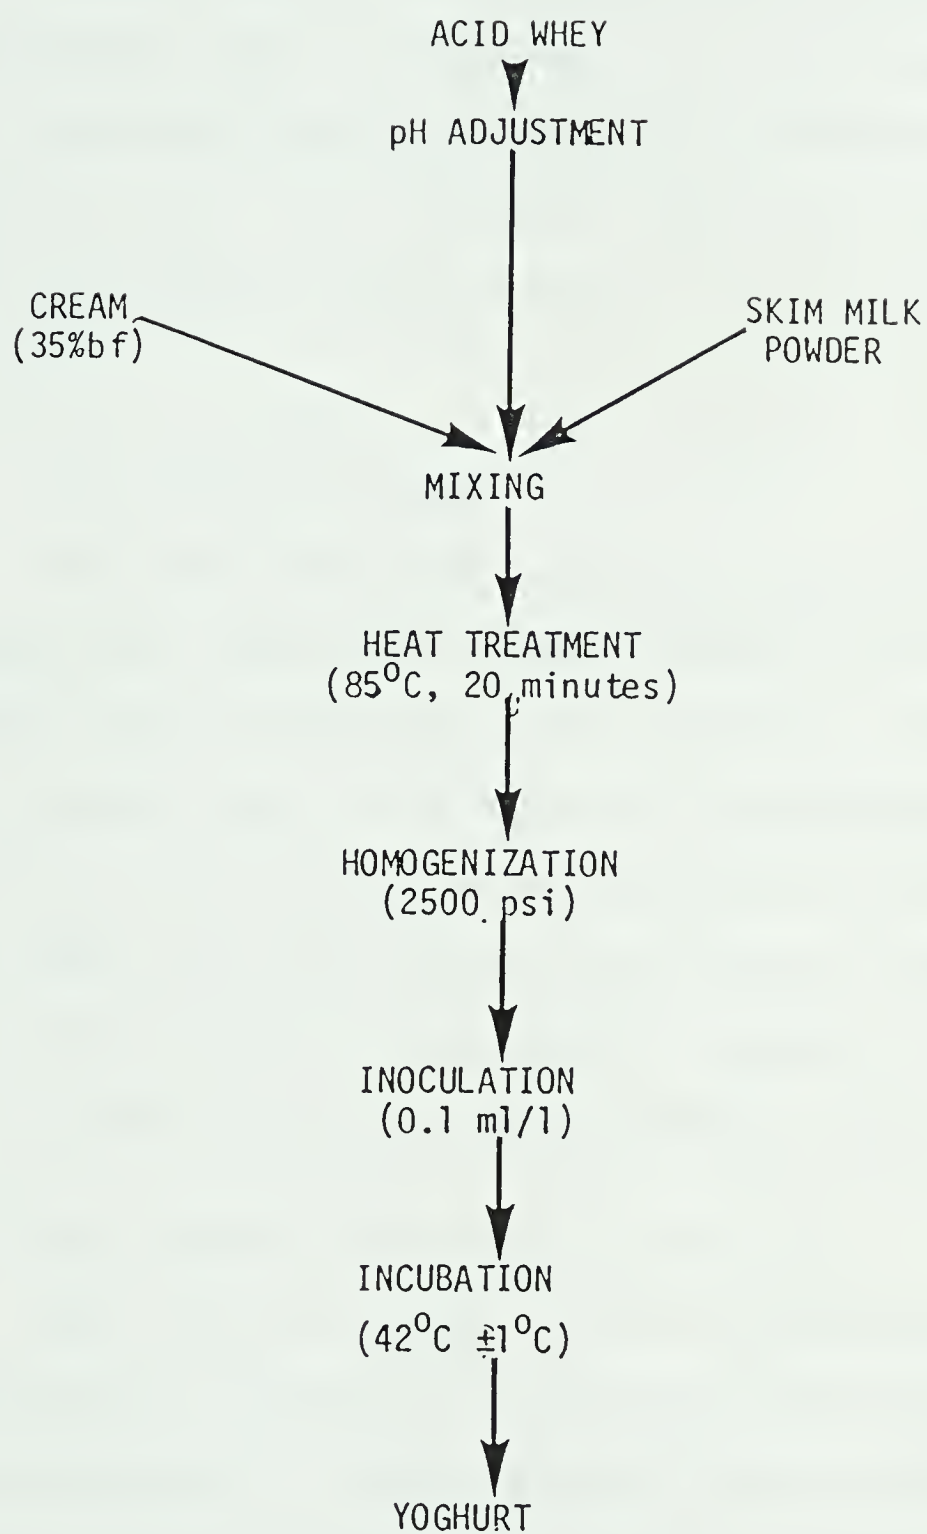 ACID WHEY
pH ADJUSTMENT
CREAM
(35%bf)
SKIM MILK
POWDER
MIXING
HEAT TREATMENT
(85°C, 20 minutes)
HOMOGENIZATION
(2500 psi)
INOCULATION
(0.1 ml/l)
INCUBATION
(42°C ±1°C)
YOGHURT